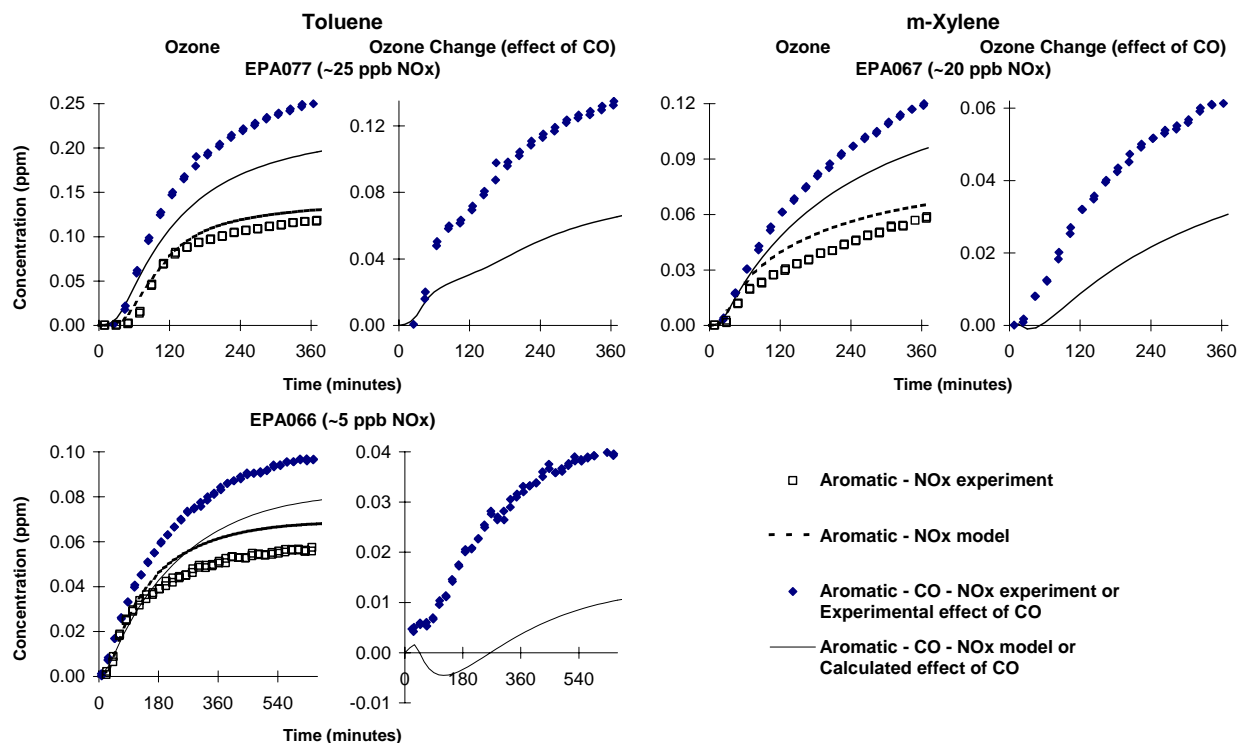 Toluene
m-Xylene
Ozone
Ozone Change (effect of CO)
Ozone
Ozone Change (effect of CO)
EPA077 (~25 ppb NOx)
EPA067 (~20 ppb NOx)
Concentration (ppm)
0.25
0.20
0.15
0.10
0.05
0.00
0 120 240 360
0.12
0.08
0.04
0.00
0 120 240 360
Time (minutes)
0.12
0.09
0.06
0.03
0.00
0 120 240 360
0.06
0.04
0.02
0.00
0 120 240 360
Time (minutes)
EPA066 (~5 ppb NOx)
Concentration (ppm)
0.10
0.08
0.06
0.04
0.02
0.00
0 180 360 540
0.04
0.03
0.02
0.01
0.00
-0.01
0 180 360 540
Time (minutes)
Aromatic - NOx experiment
Aromatic - NOx model
Aromatic - CO - NOx experiment or
Experimental effect of CO
Aromatic - CO - NOx model or
Calculated effect of CO